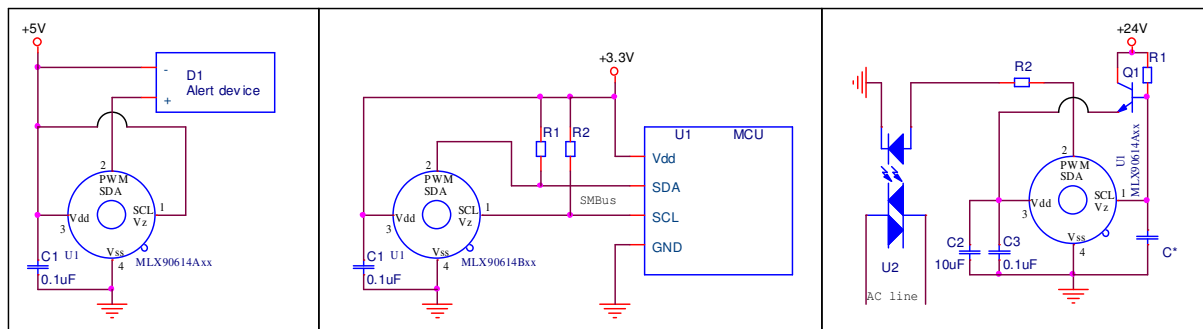 +5V
D1
Alert device
-
+
2
PWM
SDA
SCL
Vz
1
Vdd
3
Vss
4
C1
U1
0.1uF
MLX90614Axx
+3.3V
R1
R2
U1
MCU
Vdd
SDA
SCL
GND
SMBus
2
PWM
SDA
SCL
Vz
1
Vdd
3
Vss
4
C1
U1
0.1uF
MLX90614Bxx
+24V
R1
Q1
R2
U1
MLX90614Axx
2
PWM
SDA
SCL
Vz
1
Vdd
3
Vss
4
C2
10uF
C3
0.1uF
C*
U2
AC line